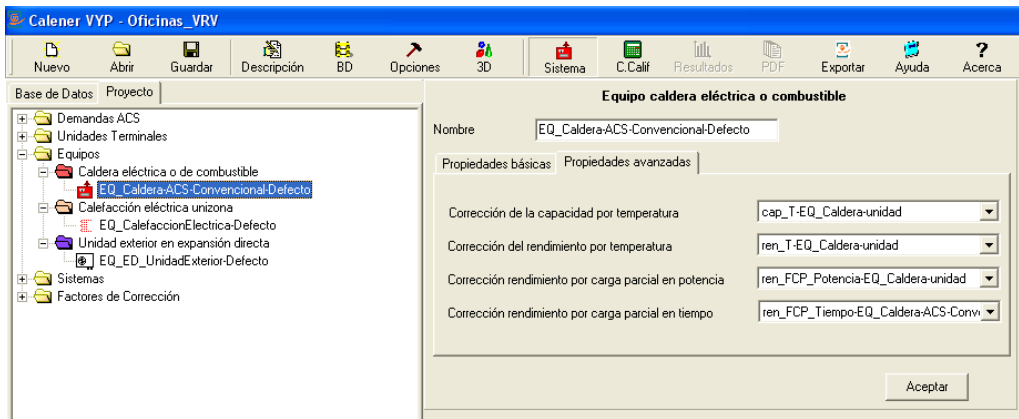 Calener VYP - Oficinas_VRV
Nuevo Abrir Guardar Descripción BD Opciones 3D Sistema C.Calif Resultados PDF Exportar Ayuda Acerca
Base de Datos Proyecto
Demandas ACS
Unidades Terminales
Equipos
Caldera eléctrica o de combustible
EQ_Caldera-ACS-Convencional-Defecto
Calefacción eléctrica unizona
EQ_CalefaccionElectrica-Defecto
Unidad exterior en expansión directa
EQ_ED_UnidadExterior-Defecto
Sistemas
Factores de Corrección
Equipo caldera eléctrica o combustible
Nombre EQ_Caldera-ACS-Convencional-Defecto
Propiedades básicas Propiedades avanzadas
Corrección de la capacidad por temperatura cap_T-EQ_Caldera-unidad
Corrección del rendimiento por temperatura ren_T-EQ_Caldera-unidad
Corrección rendimiento por carga parcial en potencia ren_FCP_Potencia-EQ_Caldera-unidad
Corrección rendimiento por carga parcial en tiempo ren_FCP_Tiempo-EQ_Caldera-ACS-Conv
Aceptar